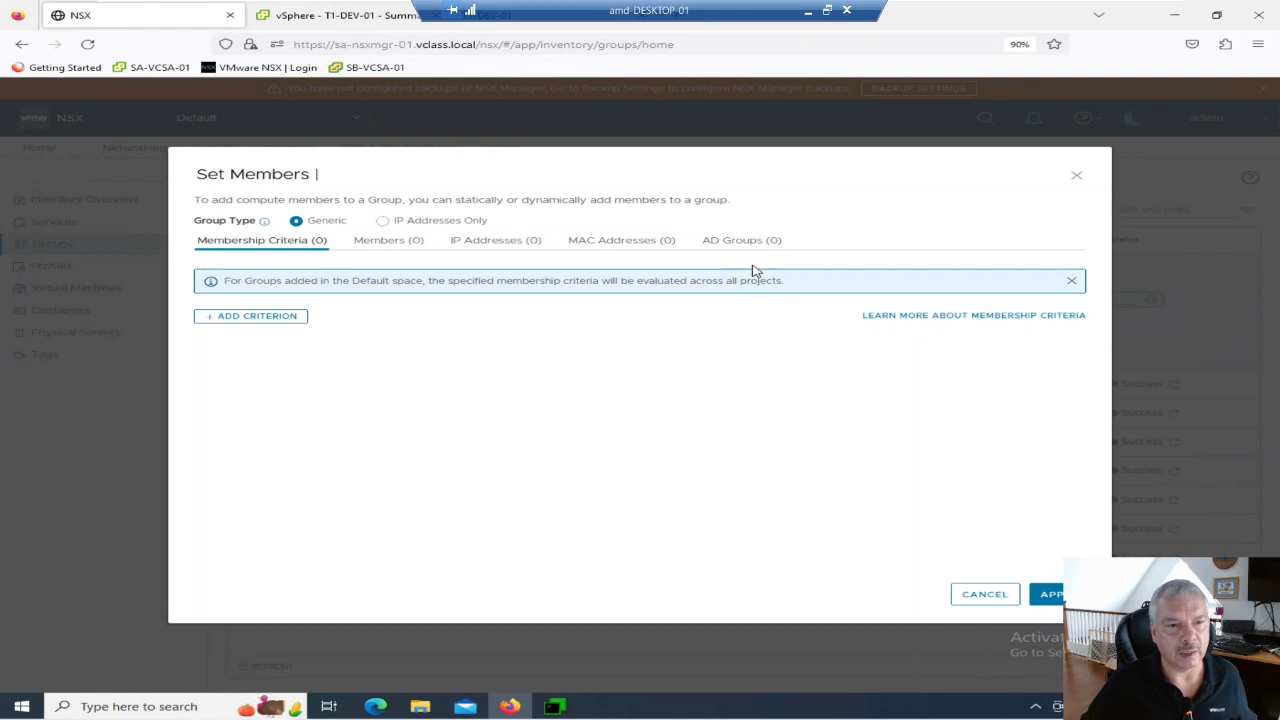 amd-DESKTOP-01
NSX
vSphere - T1-DEV-01 - Summa
https://sa-nsxmgr-01.vclass.local/nsx/#/app/inventory/groups/home
90%
Getting Started
SA-VCSA-01
VMware NSX | Login
SB-VCSA-01
You have not configured backups of NSX Manager. Go to Backup Settings to configure NSX Manager backups.
BACKUP SETTINGS
vmw NSX
Default
admin
Home
Networking
Inventory Overview
Services
Groups
Profiles
Virtual Machines
Containers
Physical Servers
Tags
Set Members |
To add compute members to a Group, you can statically or dynamically add members to a group.
Group Type
Generic
IP Addresses Only
Membership Criteria (0)
Members (0)
IP Addresses (0)
MAC Addresses (0)
AD Groups (0)
For Groups added in the Default space, the specified membership criteria will be evaluated across all projects.
+ ADD CRITERION
LEARN MORE ABOUT MEMBERSHIP CRITERIA
Status
Success
Success
Success
Success
Success
Success
CANCEL
APP
Activat
Go to Se
Type here to search